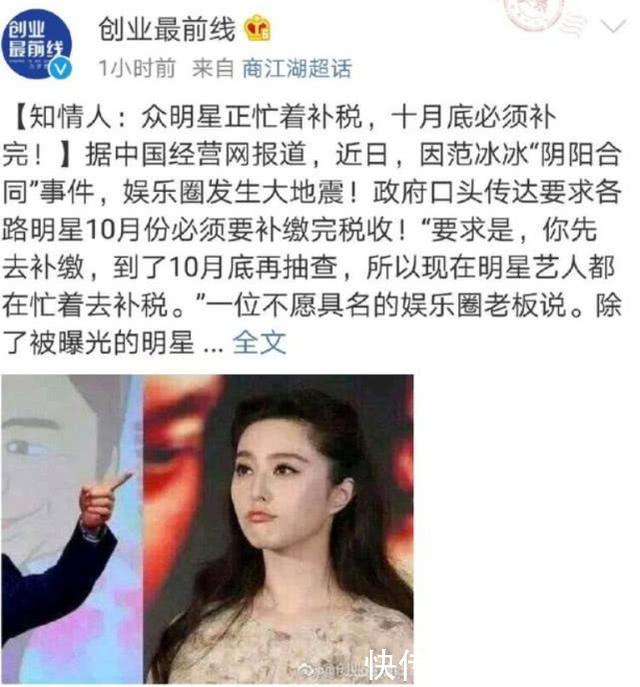 创业
最前线
创业最前线
1小时前 来自 商江湖超话
【知情人：众明星正忙着补税，十月底必须补
完！】据中国经营网报道，近日，因范冰冰“阴阳合
同”事件，娱乐圈发生大地震！政府口头传达要求各
路明星10月份必须要补缴完税收！“要求是，你先
去补缴，到了10月底再抽查，所以现在明星艺人都
在忙着去补税。”一位不愿具名的娱乐圈老板说。除
了被曝光的明星 ... 全文
快传